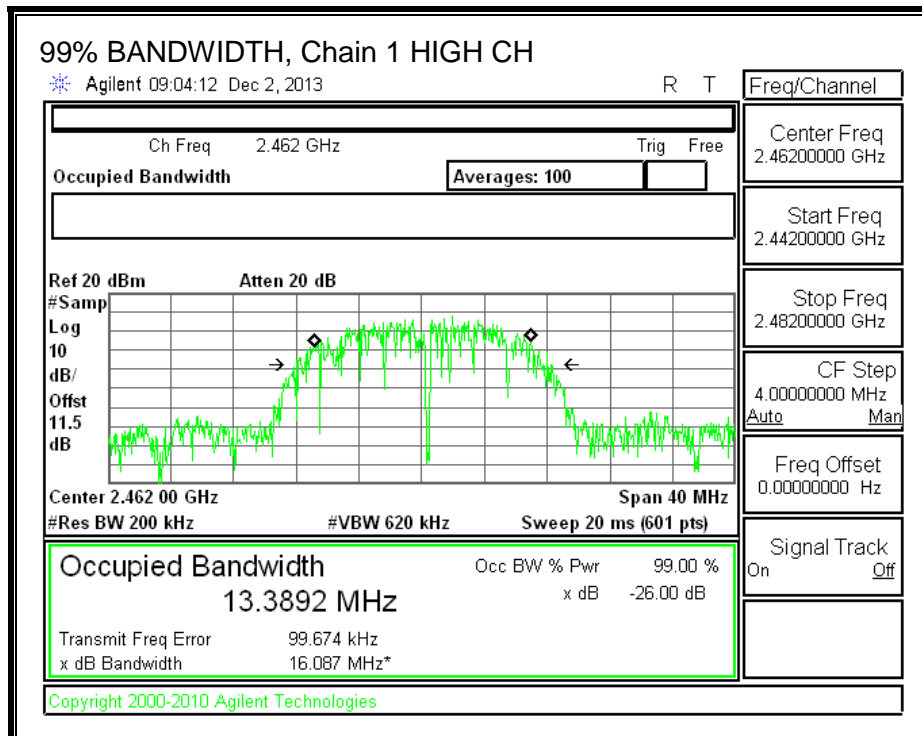 99% BANDWIDTH, Chain 1 HIGH CH
Agilent 09:04:12 Dec 2, 2013 R T
Freq/Channel
Ch Freq 2.462 GHz Trig Free
Occupied Bandwidth Averages: 100
Center Freq
2.46200000 GHz
Start Freq
2.44200000 GHz
Stop Freq
2.48200000 GHz
CF Step
4.00000000 MHz
Auto Man
Freq Offset
0.00000000 Hz
Signal Track
On Off
Ref 20 dBm Atten 20 dB
#Samp
Log
10
dB/
Offst
11.5
dB
Center 2.462 00 GHz Span 40 MHz
#Res BW 200 kHz #VBW 620 kHz Sweep 20 ms (601 pts)
Occupied Bandwidth Occ BW % Pwr 99.00 %
13.3892 MHz x dB -26.00 dB
Transmit Freq Error 99.674 kHz
x dB Bandwidth 16.087 MHz*
Copyright 2000-2010 Agilent Technologies